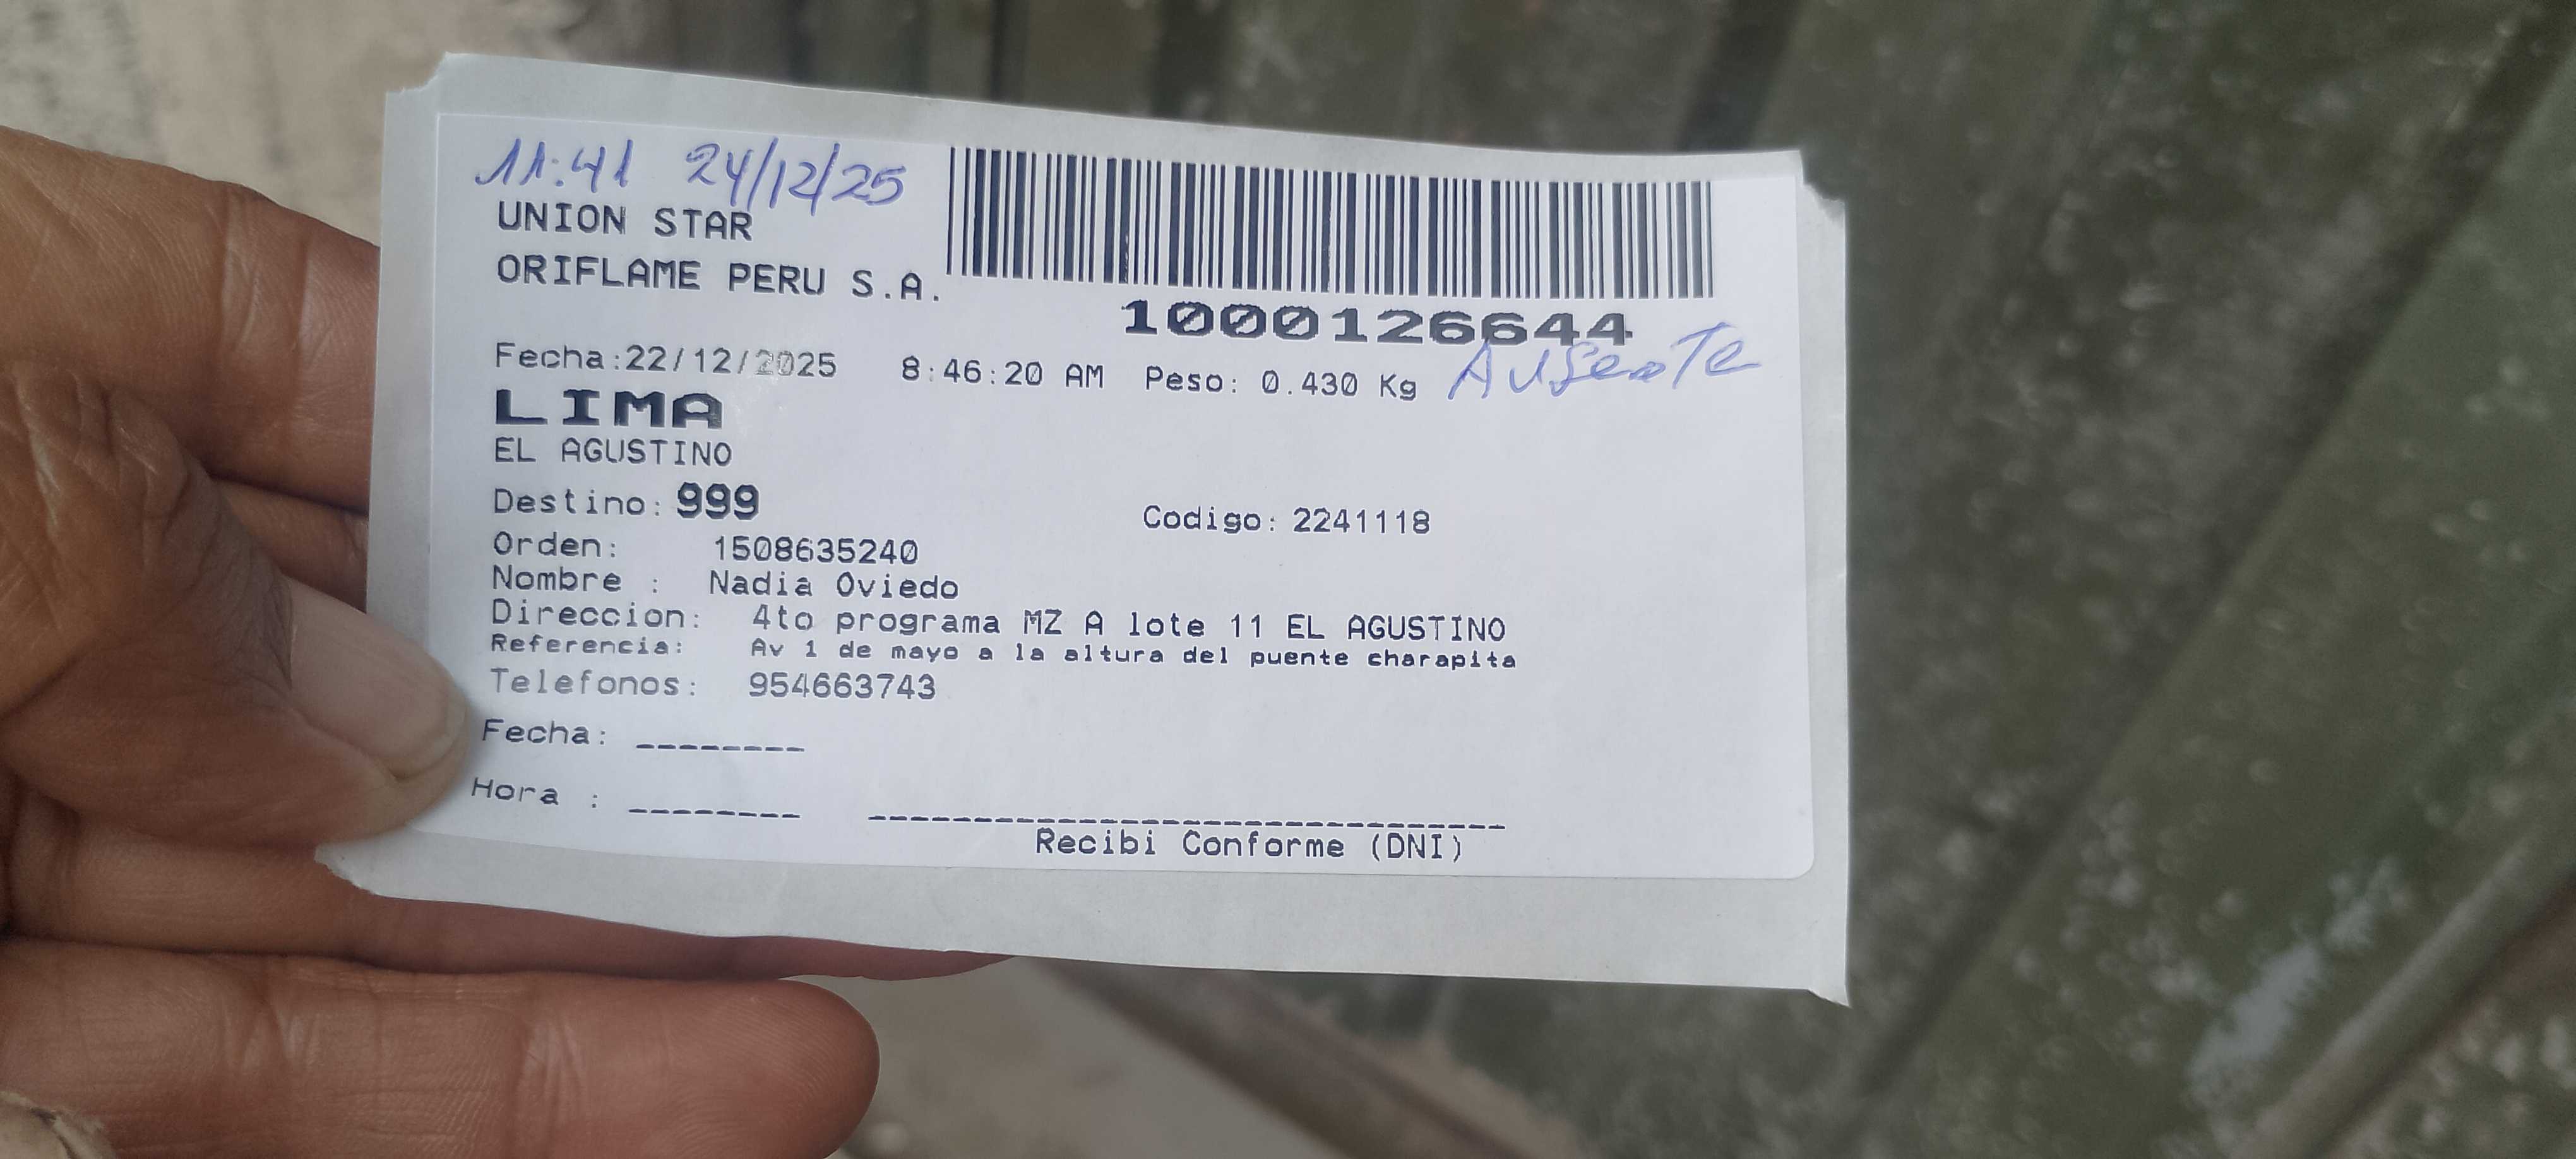 11:41 24/12/25
UNION STAR
ORIFLAME PERU S.A.
1000126644
Fecha:22/12/2025 8:46:20 AM Peso: 0.430 Kg Ausente
LIMA
EL AGUSTINO
Destino: 999 Codigo: 2241118
Orden: 1508635240
Nombre : Nadia Oviedo
Direccion: 4to programa MZ A lote 11 EL AGUSTINO
Referencia: Av 1 de mayo a la altura del puente charapita
Telefonos: 954663743
Fecha: ________
Hora : ________
Recibi Conforme (DNI)